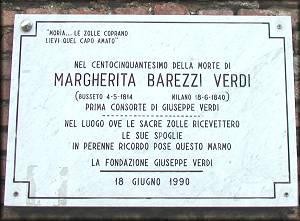 "MORIA... LE ZOLLE COPRANO
LIEVI QUEL CAPO AMATO"
NEL CENTOCINQUANTESIMO DELLA MORTE DI
MARGHERITA BAREZZI VERDI
(BUSSETO 4-5-1814 MILANO 18-6-1840)
PRIMA CONSORTE DI GIUSEPPE VERDI
NEL LUOGO OVE LE SACRE ZOLLE RICEVETTERO
LE SUE SPOGLIE
IN PERENNE RICORDO POSE QUESTO MARMO
LA FONDAZIONE GIUSEPPE VERDI
18 GIUGNO 1990